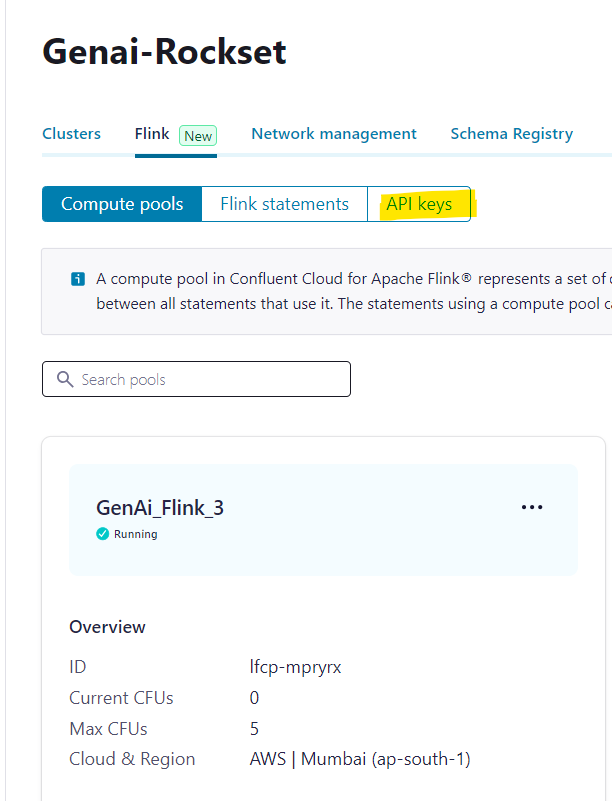 Genai-Rockset
Clusters Flink New Network management Schema Registry
Compute pools Flink statements API keys
A compute pool in Confluent Cloud for Apache Flink® represents a set of
between all statements that use it. The statements using a compute pool
Search pools
GenAi_Flink_3
Running
Overview
ID lfcp-mpryrx
Current CFUs 0
Max CFUs 5
Cloud & Region AWS | Mumbai (ap-south-1)